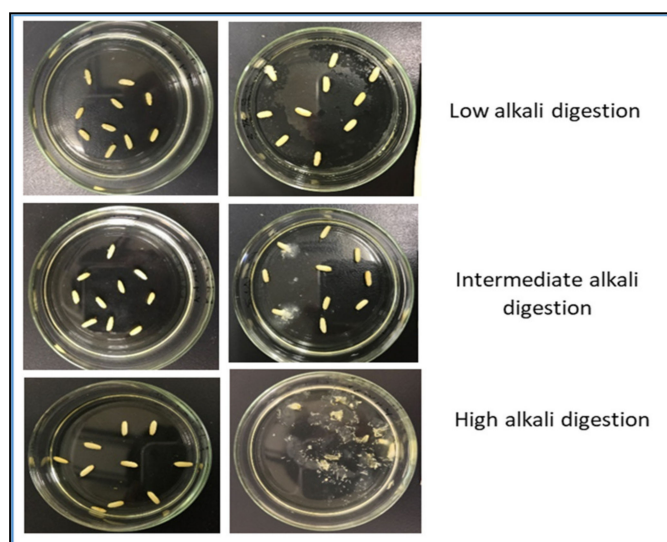 Low alkali digestion
Intermediate alkali
digestion
High alkali digestion